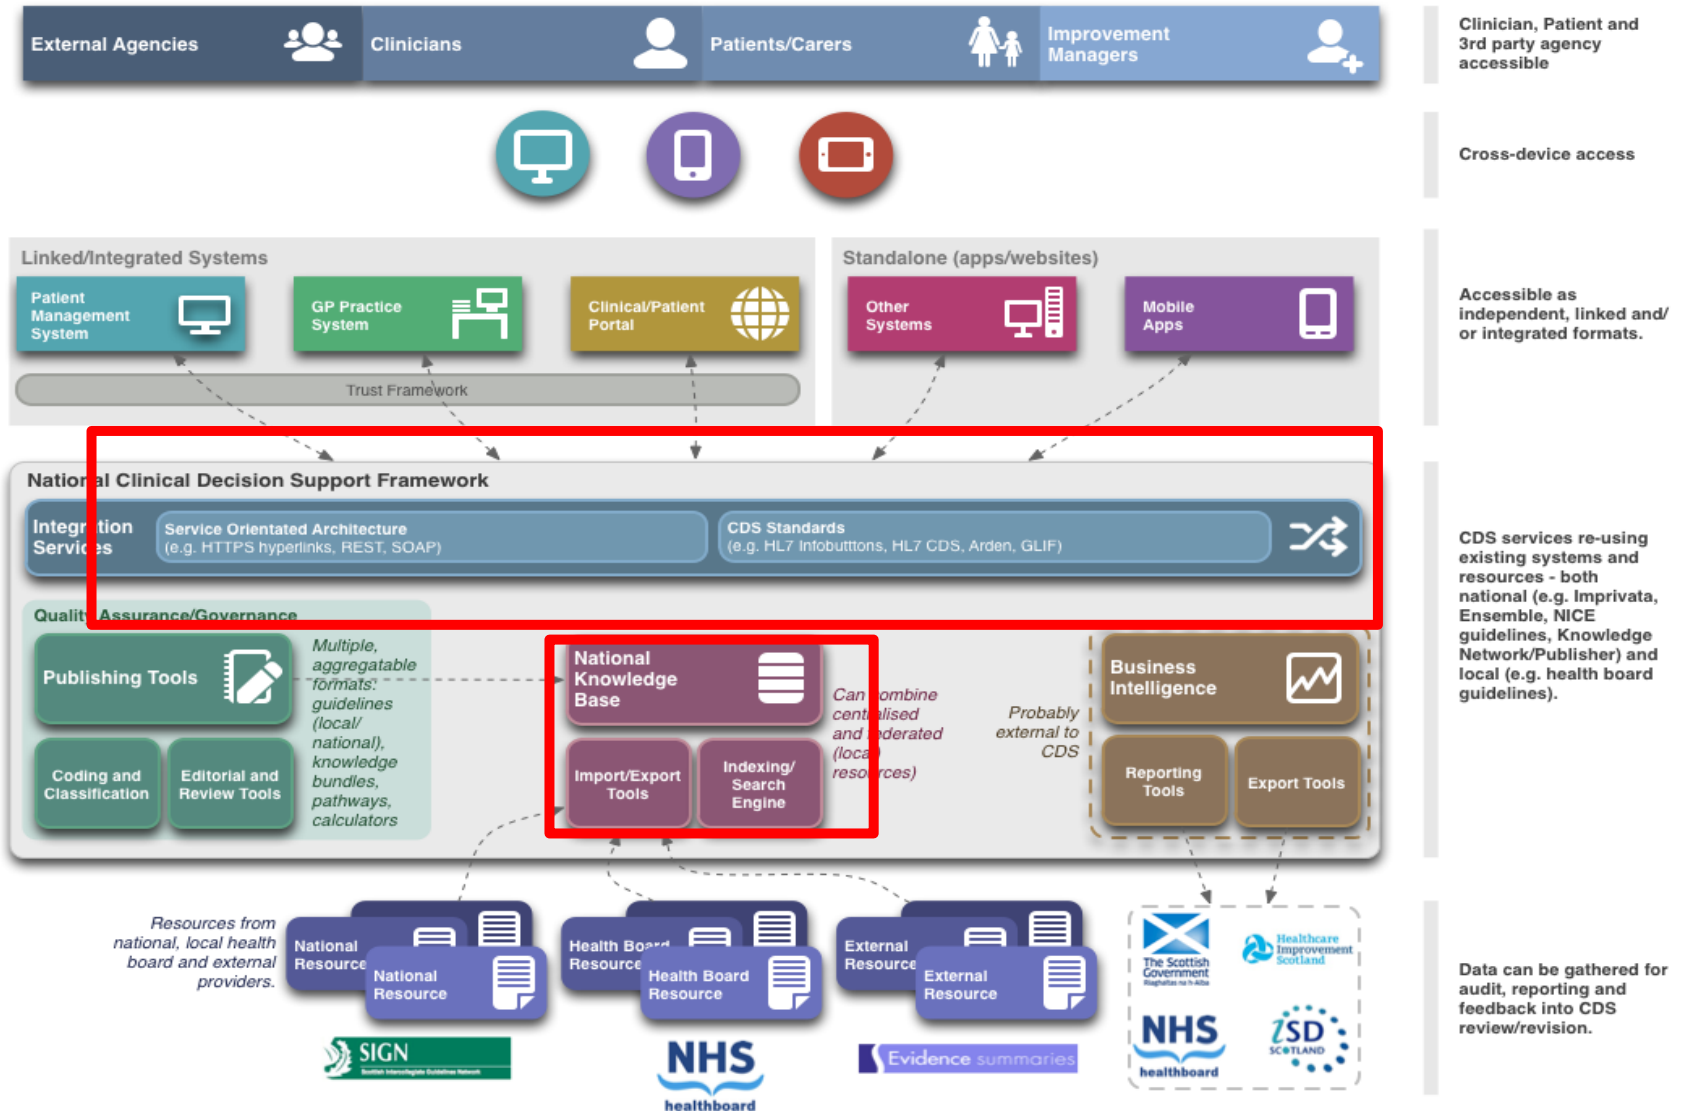 External Agencies
Clinicians
Patients/Carers
Improvement
Managers
Clinician, Patient and
3rd party agency
accessible
Cross-device access
Linked/Integrated Systems
Patient
Management
System
GP Practice
System
Clinical/Patient
Portal
Trust Framework
Standalone (apps/websites)
Other
Systems
Mobile
Apps
Accessible as
independent, linked and/
or integrated formats.
National Clinical Decision Support Framework
Integration
Services
Service Orientated Architecture
(e.g. HTTPS hyperlinks, REST, SOAP)
CDS Standards
(e.g. HL7 Infobutttons, HL7 CDS, Arden, GLIF)
CDS services re-using
existing systems and
resources - both
national (e.g. Imprivata,
Ensemble, NICE
guidelines, Knowledge
Network/Publisher) and
local (e.g. health board
guidelines).
Quality Assurance/Governance
Publishing Tools
Coding and
Classification
Editorial and
Review Tools
Multiple,
aggregatable
formats:
guidelines
(local/
national),
knowledge
bundles,
pathways,
calculators
National
Knowledge
Base
Import/Export
Tools
Indexing/
Search
Engine
Can combine
centralised
and federated
(local
resources)
Probably
external to
CDS
Business
Intelligence
Reporting
Tools
Export Tools
Resources from
national, local health
board and external
providers.
National
Resource
National
Resource
Health Board
Resource
Health Board
Resource
External
Resource
External
Resource
SIGN
Scottish Intercollegiate Guidelines Network
NHS
healthboard
Evidence summaries
The Scottish
Government
Riaghaltas na h-Alba
Healthcare
Improvement
Scotland
NHS
healthboard
iSD
SCOTLAND
Data can be gathered for
audit, reporting and
feedback into CDS
review/revision.